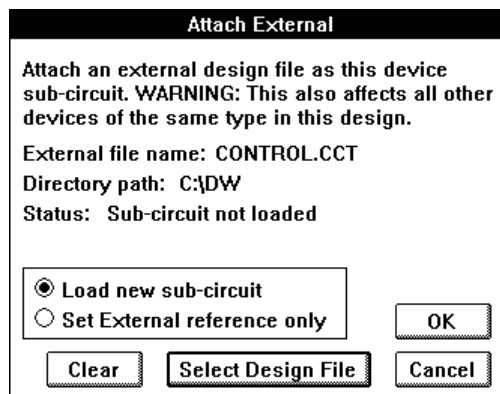 Attach External
Attach an external design file as this device
sub-circuit. WARNING: This also affects all other
devices of the same type in this design.
External file name: CONTROL.CCT
Directory path: C:\DW
Status: Sub-circuit not loaded
Load new sub-circuit
Set External reference only
OK
Clear
Select Design File
Cancel